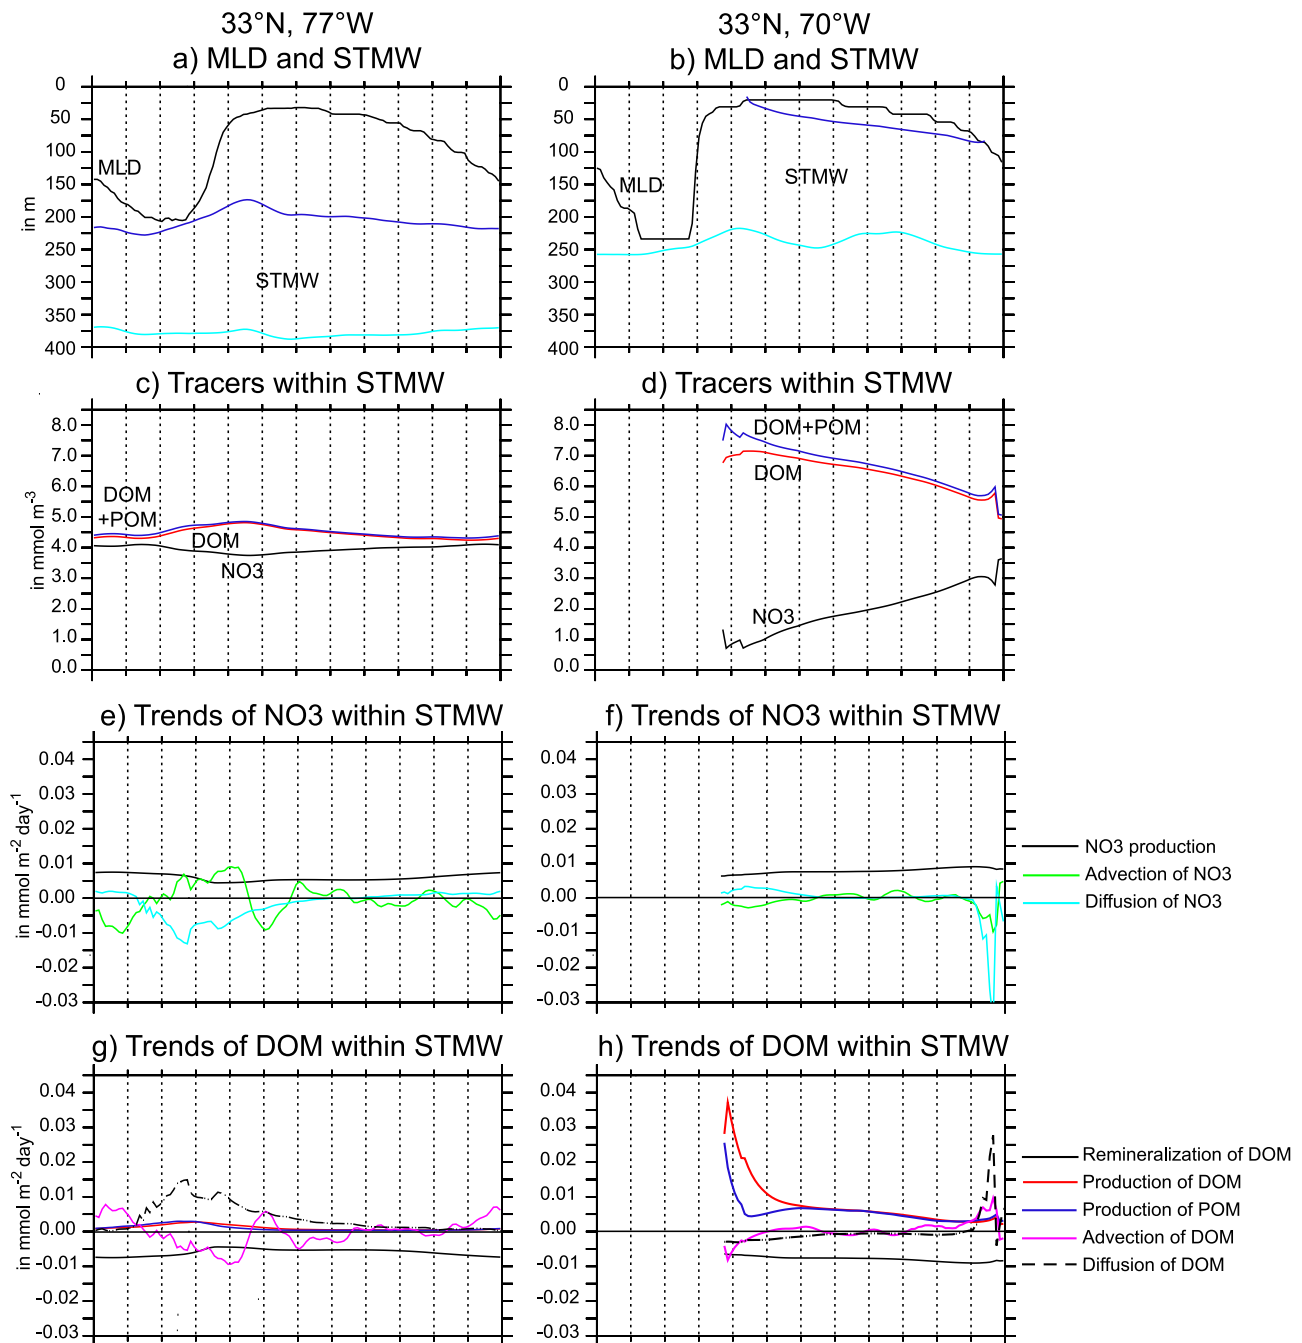 33°N, 77°W
a) MLD and STMW
33°N, 70°W
b) MLD and STMW
0
50
100
150
200
250
300
350
400
in m
MLD
STMW
0
50
100
150
200
250
300
350
400
MLD
STMW
c) Tracers within STMW
d) Tracers within STMW
8.0
7.0
6.0
5.0
4.0
3.0
2.0
1.0
0.0
in mmol m-3
DOM
+POM
DOM
NO3
8.0
7.0
6.0
5.0
4.0
3.0
2.0
1.0
0.0
DOM+POM
DOM
NO3
e) Trends of NO3 within STMW
f) Trends of NO3 within STMW
0.04
0.03
0.02
0.01
0.00
-0.01
-0.02
-0.03
in mmol m-2 day-1
0.04
0.03
0.02
0.01
0.00
-0.01
-0.02
-0.03
NO3 production
Advection of NO3
Diffusion of NO3
g) Trends of DOM within STMW
h) Trends of DOM within STMW
0.04
0.03
0.02
0.01
0.00
-0.01
-0.02
-0.03
in mmol m-2 day-1
0.04
0.03
0.02
0.01
0.00
-0.01
-0.02
-0.03
Remineralization of DOM
Production of DOM
Production of POM
Advection of DOM
Diffusion of DOM